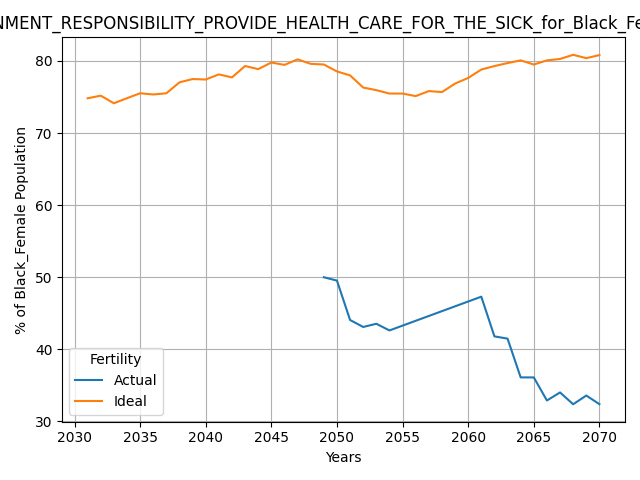 NMENT_RESPONSIBILITY_PROVIDE_HEALTH_CARE_FOR_THE_SICK_for_Black_Fe
% of Black_Female Population
80
70
60
50
40
30
Fertility
Actual
Ideal
2030 2035 2040 2045 2050 2055 2060 2065 2070
Years